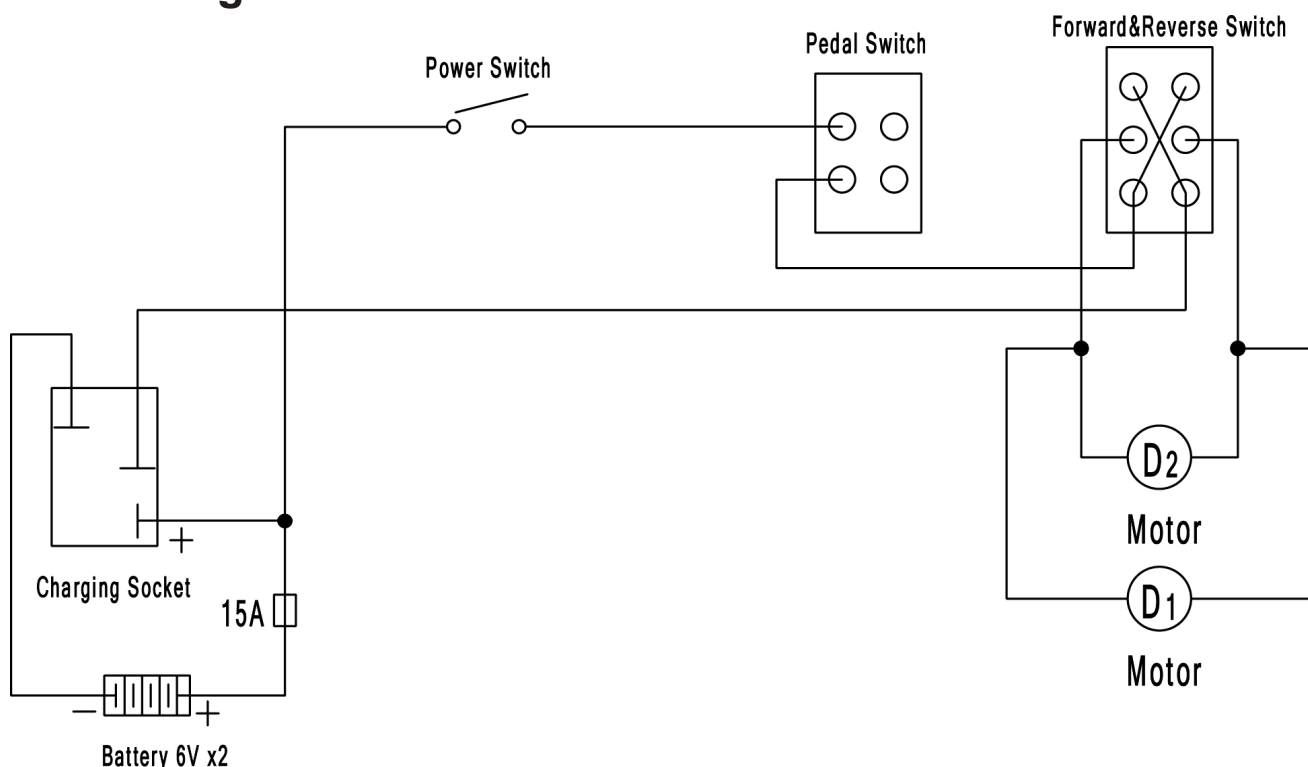 Forward&Reverse Switch
Pedal Switch
Power Switch
D2
Motor
+
Charging Socket
15A
D1
Motor
- +
Battery 6V x2